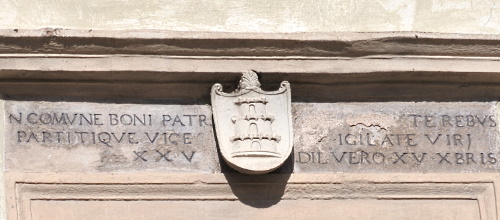 N COMVNE BONI PATR TE REBVS
PARTITIQVE VICE IGILATE VIRI
XXV DIL VERO XV XBRIS